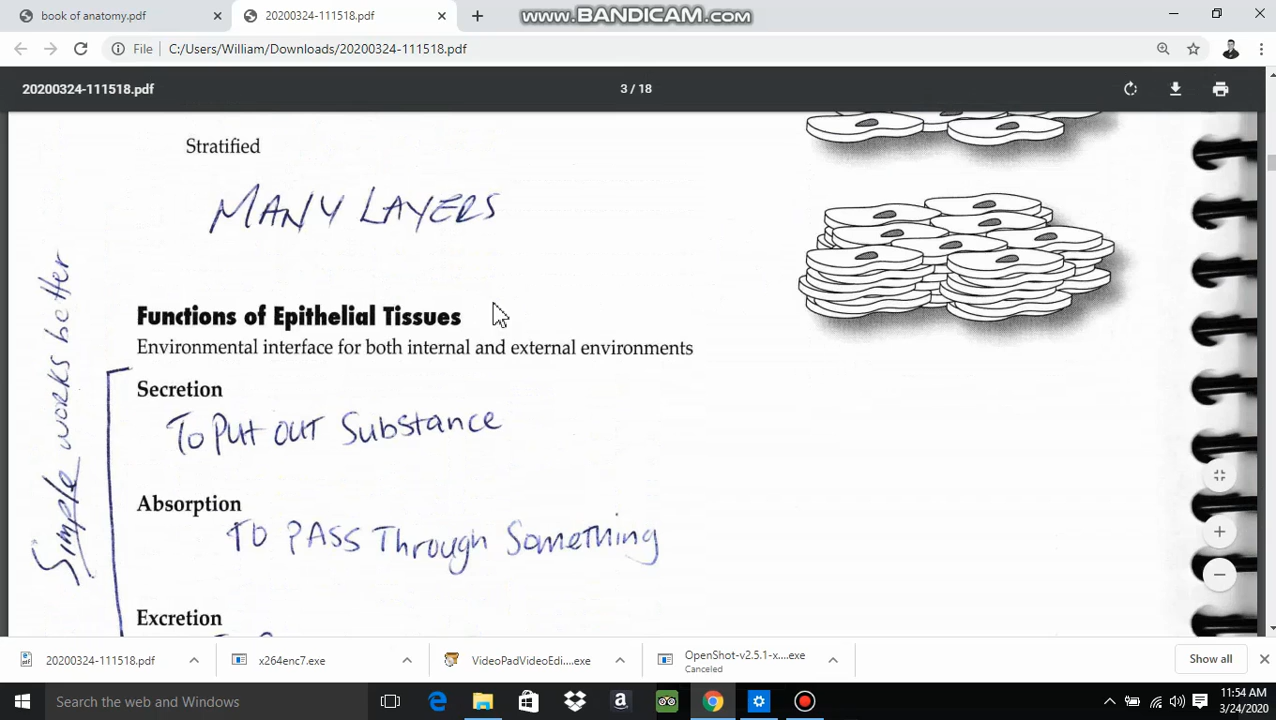 book of anatomy.pdf
20200324-111518.pdf
www.BANDICAM.com
File
C:/Users/William/Downloads/20200324-111518.pdf
20200324-111518.pdf
3 / 18
Stratified
MANY LAYERS
Functions of Epithelial Tissues
Environmental interface for both internal and external environments
Simple works better
Secretion
To Put out Substance
Absorption
TO PASS Through Something
Excretion
20200324-111518.pdf
x264enc7.exe
VideoPadVideoEdi....exe
OpenShot-v2.5.1-x....exe
Canceled
Show all
Search the web and Windows
11:54 AM
3/24/2020